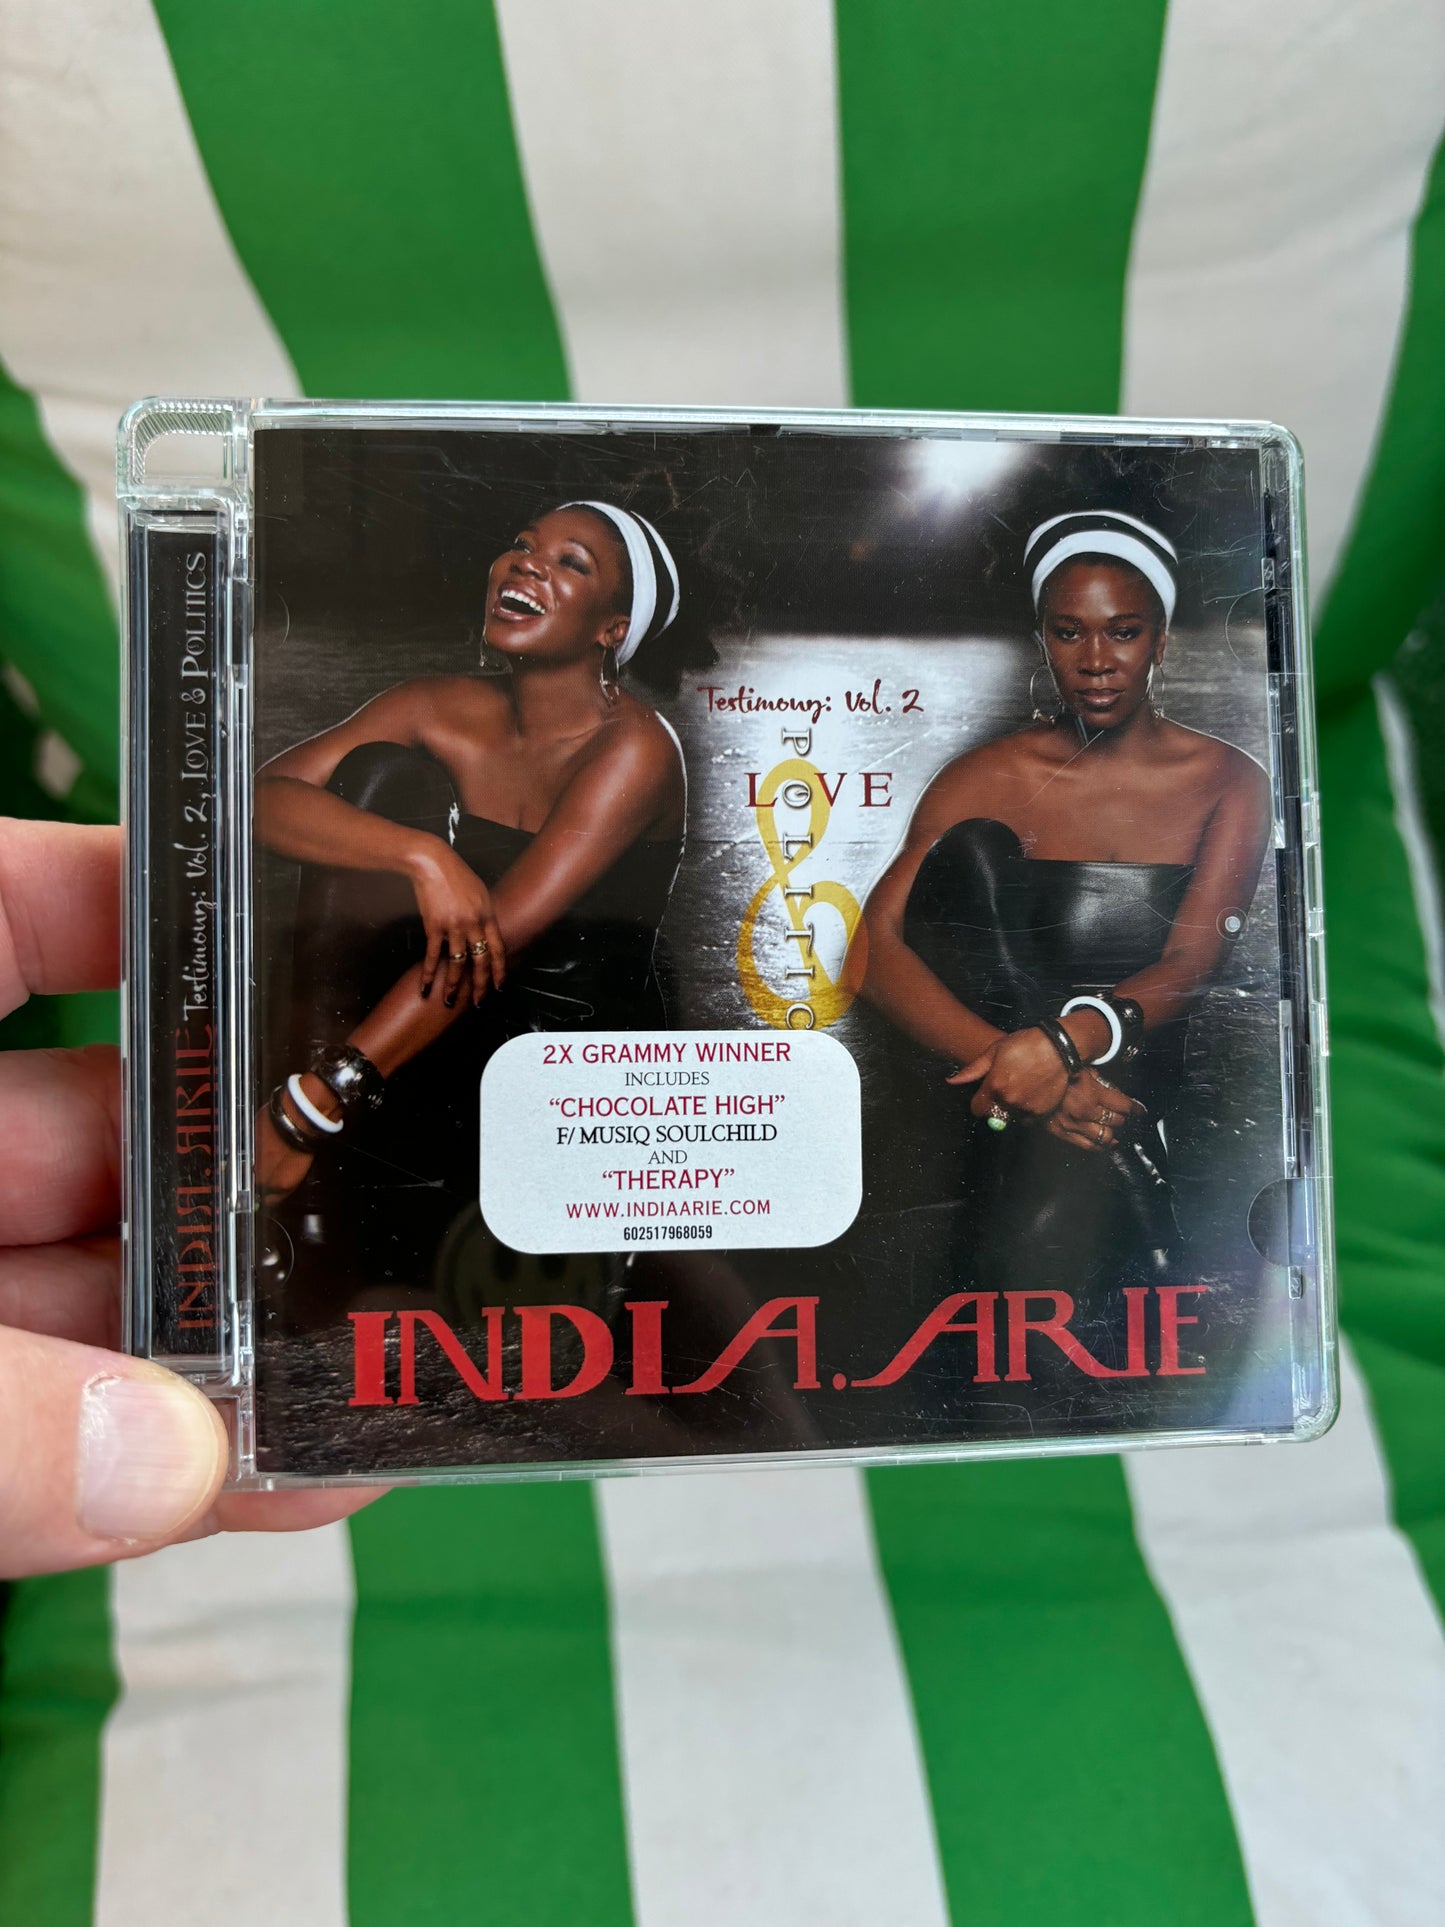 INDIA.ARIE Testimony: Vol. 2, LOVE & POLITICS
Testimony: Vol. 2
LOVE
&
POLITIC
2X GRAMMY WINNER
INCLUDES
“CHOCOLATE HIGH”
F/ MUSIQ SOULCHILD
AND
“THERAPY”
WWW.INDIAARIE.COM
602517968059
INDIA.ARIE